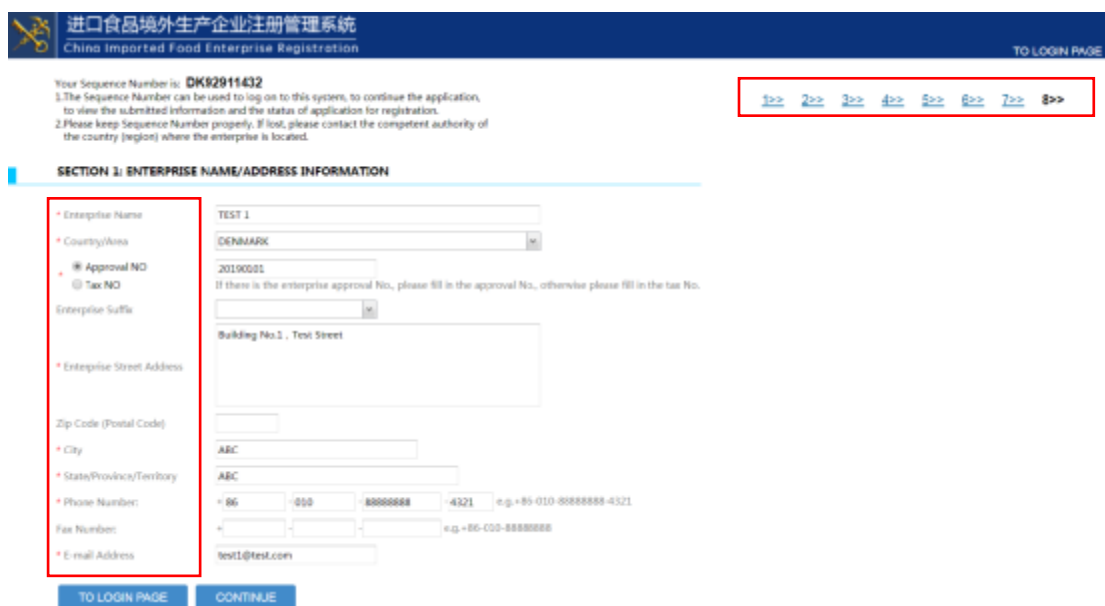 进口食品境外生产企业注册管理系统
China Imported Food Enterprise Registration
TO LOGIN PAGE
Your Sequence Number is: DK92911432
1.The Sequence Number can be used to log on to this system, to continue the application,
to view the submitted information and the status of application for registration.
2.Please keep Sequence Number properly. If lost, please contact the competent authority of
the country (region) where the enterprise is located.
1>> 2>> 3>> 4>> 5>> 6>> 7>> 8>>
SECTION 1: ENTERPRISE NAME/ADDRESS INFORMATION
* Enterprise Name TEST 1
* Country/Area DENMARK
* Approval NO 20190101
Tax NO If there is the enterprise approval No., please fill in the approval No., otherwise please fill in the tax No.
Enterprise Suffix
Building No.1 , Test Street
* Enterprise Street Address
Zip Code (Postal Code)
* City ABC
* State/Province/Territory ABC
* Phone Number: + 86 - 010 - 88888888 - 4321 e.g.+86-010-88888888-4321
Fax Number: + - - e.g.+86-010-88888888
* E-mail Address test1@test.com
TO LOGIN PAGE CONTINUE